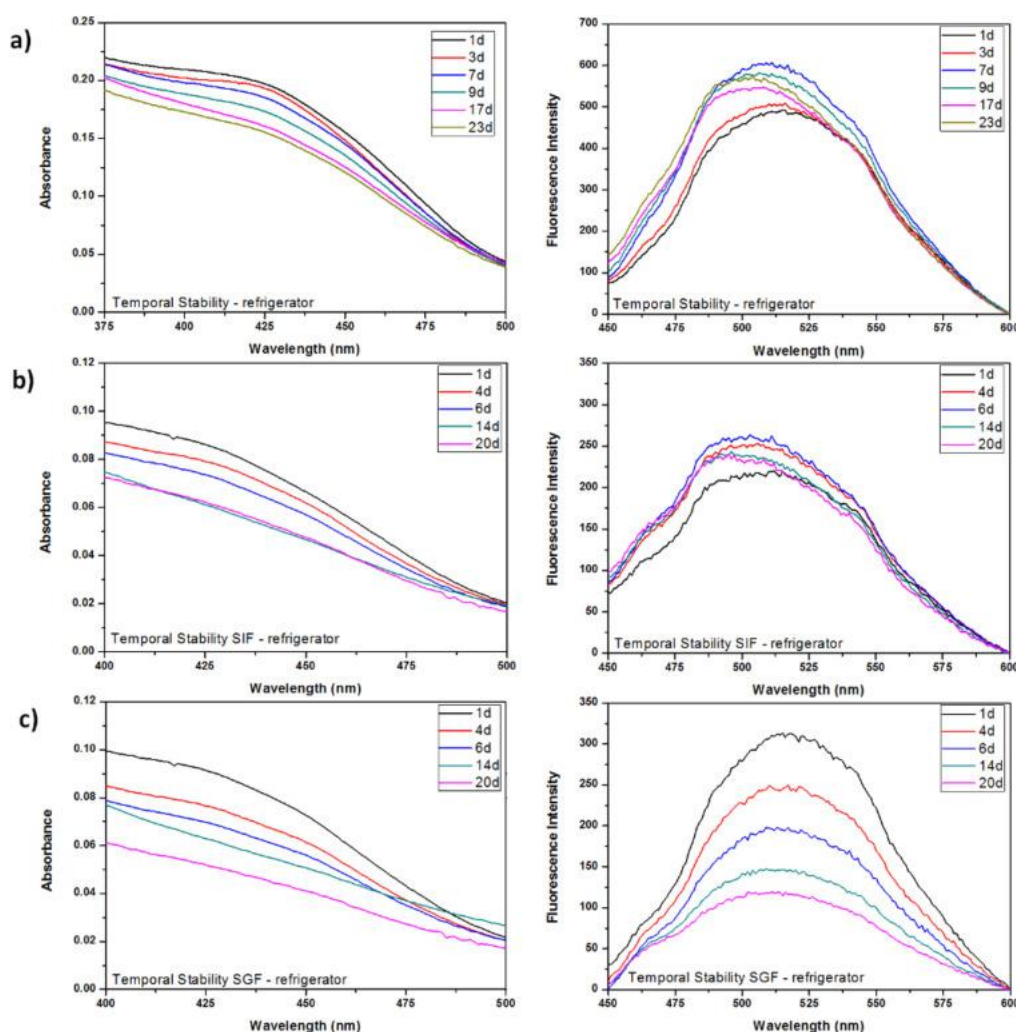 a)
0.25
0.20
0.15
0.10
0.05
0.00
Absorbance
1d
3d
7d
9d
17d
23d
Temporal Stability - refrigerator
375
400
425
450
475
500
Wavelength (nm)
700
600
500
400
300
200
100
0
Fluorescence Intensity
1d
3d
7d
9d
17d
23d
Temporal Stability - refrigerator
450
475
500
525
550
575
600
Wavelength (nm)
b)
0.12
0.10
0.08
0.06
0.04
0.02
0.00
Absorbance
1d
4d
6d
14d
20d
Temporal Stability SIF - refrigerator
400
425
450
475
500
Wavelength (nm)
350
300
250
200
150
100
50
0
Fluorescence Intensity
1d
4d
6d
14d
20d
Temporal Stability SIF - refrigerator
450
475
500
525
550
575
600
Wavelength (nm)
c)
0.12
0.10
0.08
0.06
0.04
0.02
0.00
Absorbance
1d
4d
6d
14d
20d
Temporal Stability SGF - refrigerator
400
425
450
475
500
Wavelength (nm)
350
300
250
200
150
100
50
0
Fluorescence Intensity
1d
4d
6d
14d
20d
Temporal Stability SGF - refrigerator
450
475
500
525
550
575
600
Wavelength (nm)